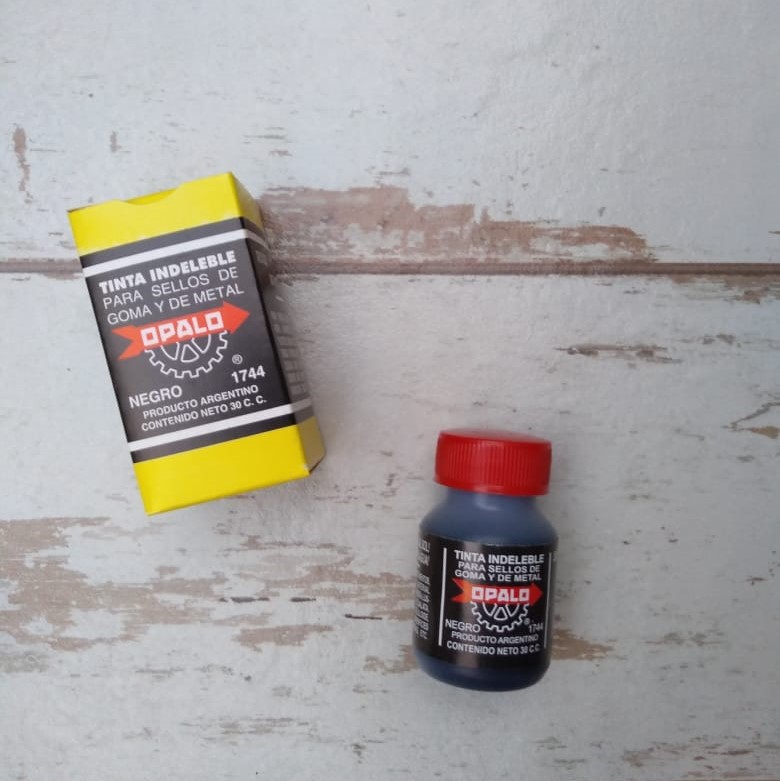 TINTA INDELEBLE
PARA SELLOS DE
GOMA Y DE METAL
OPALO
®
NEGRO 1744
PRODUCTO ARGENTINO
CONTENIDO NETO 30 C. C.
TINTA INDELEBLE
PARA SELLOS DE
GOMA Y DE METAL
OPALO
®
NEGRO 1744
PRODUCTO ARGENTINO
CONTENIDO NETO 30 C.C.